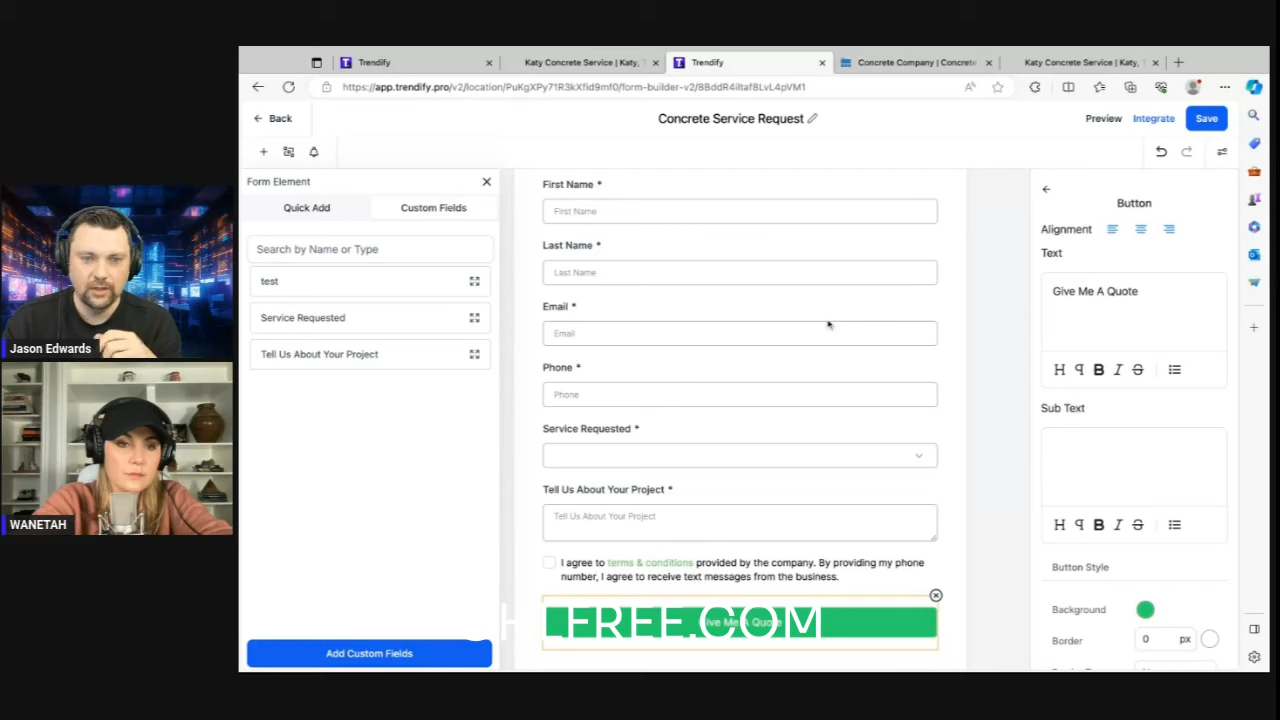 Trendify
Katy Concrete Service | Katy,
Trendify
Concrete Company | Concrete
Katy Concrete Service | Katy,
https://app.trendify.pro/v2/location/PuKgXPy71R3kXfid9mf0/form-builder-v2/8BddR4iltaf8LvL4pVM1
Back
Concrete Service Request
Preview
Integrate
Save
Form Element
Quick Add
Custom Fields
Search by Name or Type
test
Service Requested
Tell Us About Your Project
Add Custom Fields
First Name *
First Name
Last Name *
Last Name
Email *
Email
Phone *
Phone
Service Requested *
Tell Us About Your Project *
Tell Us About Your Project
I agree to terms & conditions provided by the company. By providing my phone
number, I agree to receive text messages from the business.
Give Me A Quote
HLFREE.COM
Button
Alignment
Text
Give Me A Quote
H B I S
Sub Text
H B I S
Button Style
Background
Border
0 px
Jason Edwards
WANETAH